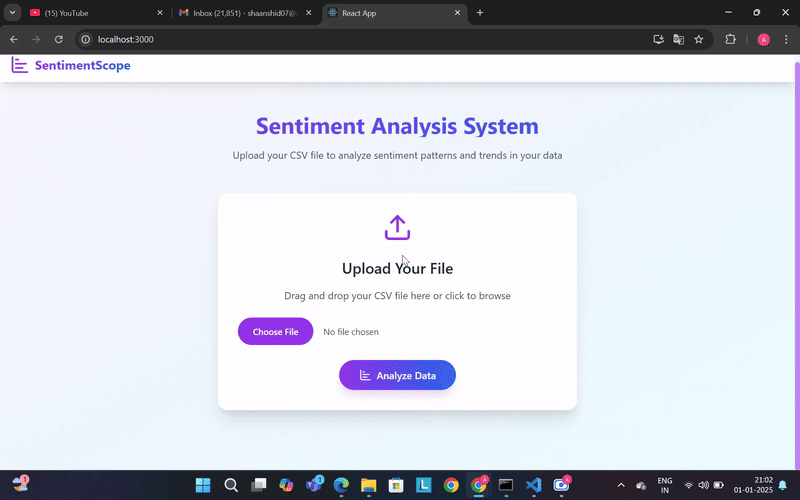 (15) YouTube
Inbox (21,851) - shaanshid07@
React App
localhost:3000
A
SentimentScope
Sentiment Analysis System
Upload your CSV file to analyze sentiment patterns and trends in your data
Upload Your File
Drag and drop your CSV file here or click to browse
Choose File
No file chosen
Analyze Data
ENG
IN
21:02
01-01-2025